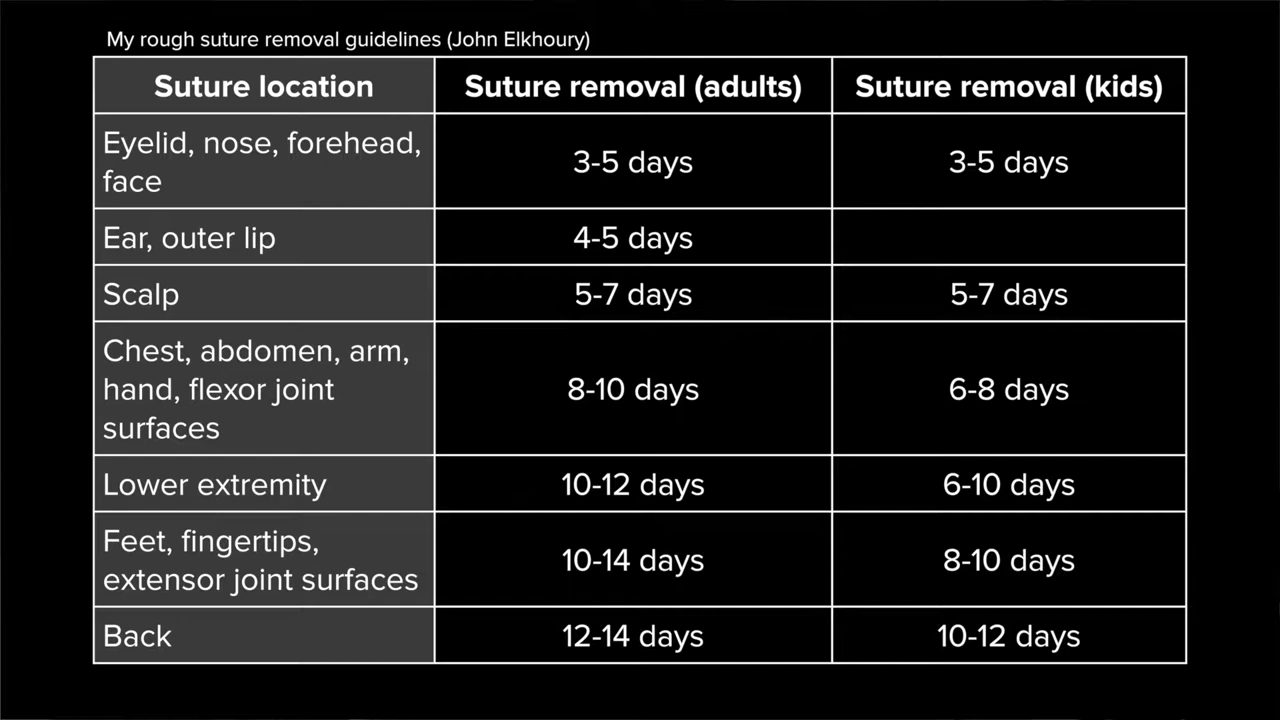 My rough suture removal guidelines (John Elkhoury)
Suture location Suture removal (adults) Suture removal (kids)
Eyelid, nose, forehead,
face
3-5 days 3-5 days
Ear, outer lip 4-5 days
Scalp 5-7 days 5-7 days
Chest, abdomen, arm,
hand, flexor joint
surfaces
8-10 days 6-8 days
Lower extremity 10-12 days 6-10 days
Feet, fingertips,
extensor joint surfaces
10-14 days 8-10 days
Back 12-14 days 10-12 days